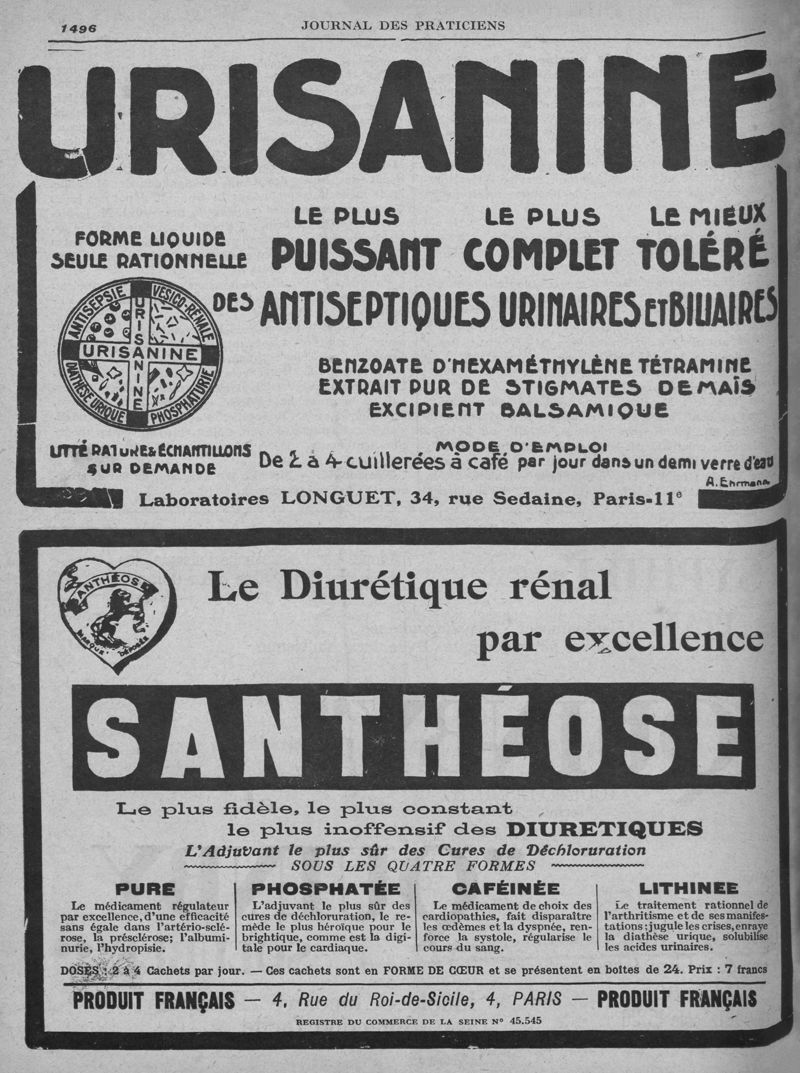 1496
JOURNAL DES PRATICIENS
URISANINE
FORME LIQUIDE
SEULE RATIONNELLE
LE PLUS LE PLUS LE MIEUX
PUISSANT COMPLET TOLÉRÉ
DES ANTISEPTIQUES URINAIRES ET BILIAIRES
ANTISEPSIE VÉSICO-RÉNALE
URISANINE
URISANINE
DIATHÈSE URIQUE PHOSPHATURIE
BENZOATE D'HEXAMÉTHYLÈNE TÉTRAMINE
EXTRAIT PUR DE STIGMATES DE MAÏS
EXCIPIENT BALSAMIQUE
LITTÉRATURE & ÉCHANTILLONS
SUR DEMANDE
MODE D'EMPLOI
De 2 à 4 cuillerées à café par jour dans un demi verre d'eau
A. Ehrmann
Laboratoires LONGUET, 34, rue Sedaine, Paris-11e
SANTHÉOSE
MARQUE DÉPOSÉE
Le Diurétique rénal
par excellence
SANTHÉOSE
Le plus fidèle, le plus constant
le plus inoffensif des DIURETIQUES
L'Adjuvant le plus sûr des Cures de Déchloruration
SOUS LES QUATRE FORMES
PURE
Le médicament régulateur
par excellence, d'une efficacité
sans égale dans l'artério-sclé-
rose, la présclérose; l'albumi-
nurie, l'hydropisie.
PHOSPHATÉE
L'adjuvant le plus sûr des
cures de déchloruration, le re-
mède le plus héroïque pour le
brightique, comme est la digi-
tale pour le cardiaque.
CAFÉINÉE
Le médicament de choix des
cardiopathies, fait disparaître
les œdèmes et la dyspnée, ren-
force la systole, régularise le
cours du sang.
LITHINEE
Le traitement rationnel de
l'arthritisme et de ses manifes-
tations; jugule les crises, enraye
la diathèse urique, solubilise
les acides urinaires.
DOSES : 2 à 4 Cachets par jour. — Ces cachets sont en FORME DE CŒUR et se présentent en boîtes de 24. Prix : 7 francs
PRODUIT FRANÇAIS — 4, Rue du Roi-de-Sicile, 4, PARIS — PRODUIT FRANÇAIS
REGISTRE DU COMMERCE DE LA SEINE N° 45.545